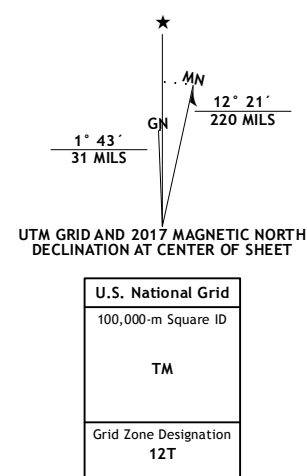 ★
MN
GN
12° 21´
220 MILS
1° 43´
31 MILS
UTM GRID AND 2017 MAGNETIC NORTH
DECLINATION AT CENTER OF SHEET
U.S. National Grid
100,000-m Square ID
TM
Grid Zone Designation
12T